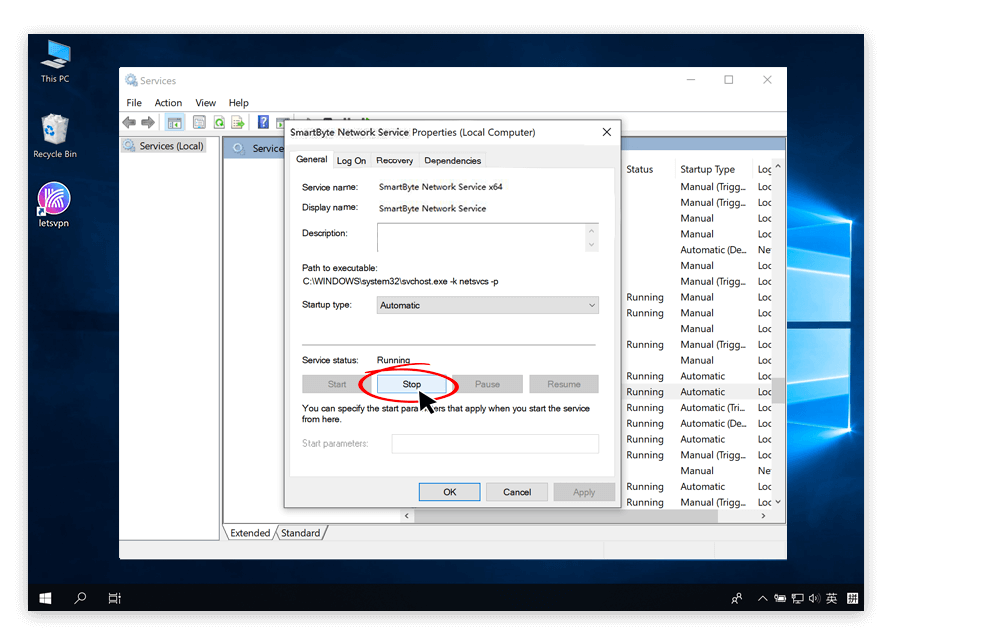 This PC
Recycle Bin
letsvpn
Services
File Action View Help
Services (Local)
Service
SmartByte Network Service Properties (Local Computer)
General Log On Recovery Dependencies
Service name: SmartByte Network Service x64
Display name: SmartByte Network Service
Description:
Path to executable:
C:\WINDOWS\system32\svchost.exe -k netsvcs -p
Startup type: Automatic
Service status: Running
Start Stop Pause Resume
You can specify the start parameters that apply when you start the service
from here.
Start parameters:
OK Cancel Apply
Status Startup Type Log
Manual (Trigg... Loc
Manual (Trigg... Loc
Manual Loc
Manual Loc
Automatic (De... Ne
Manual Loc
Manual (Trigg... Loc
Running Manual Loc
Running Manual Loc
Manual Loc
Running Manual (Trigg... Loc
Manual Loc
Running Automatic Loc
Running Automatic Loc
Running Automatic (Tri... Loc
Running Automatic (De... Loc
Running Automatic Loc
Running Manual (Trigg... Loc
Manual Ne
Running Automatic Loc
Running Manual (Trigg... Loc
Extended Standard
英 拼